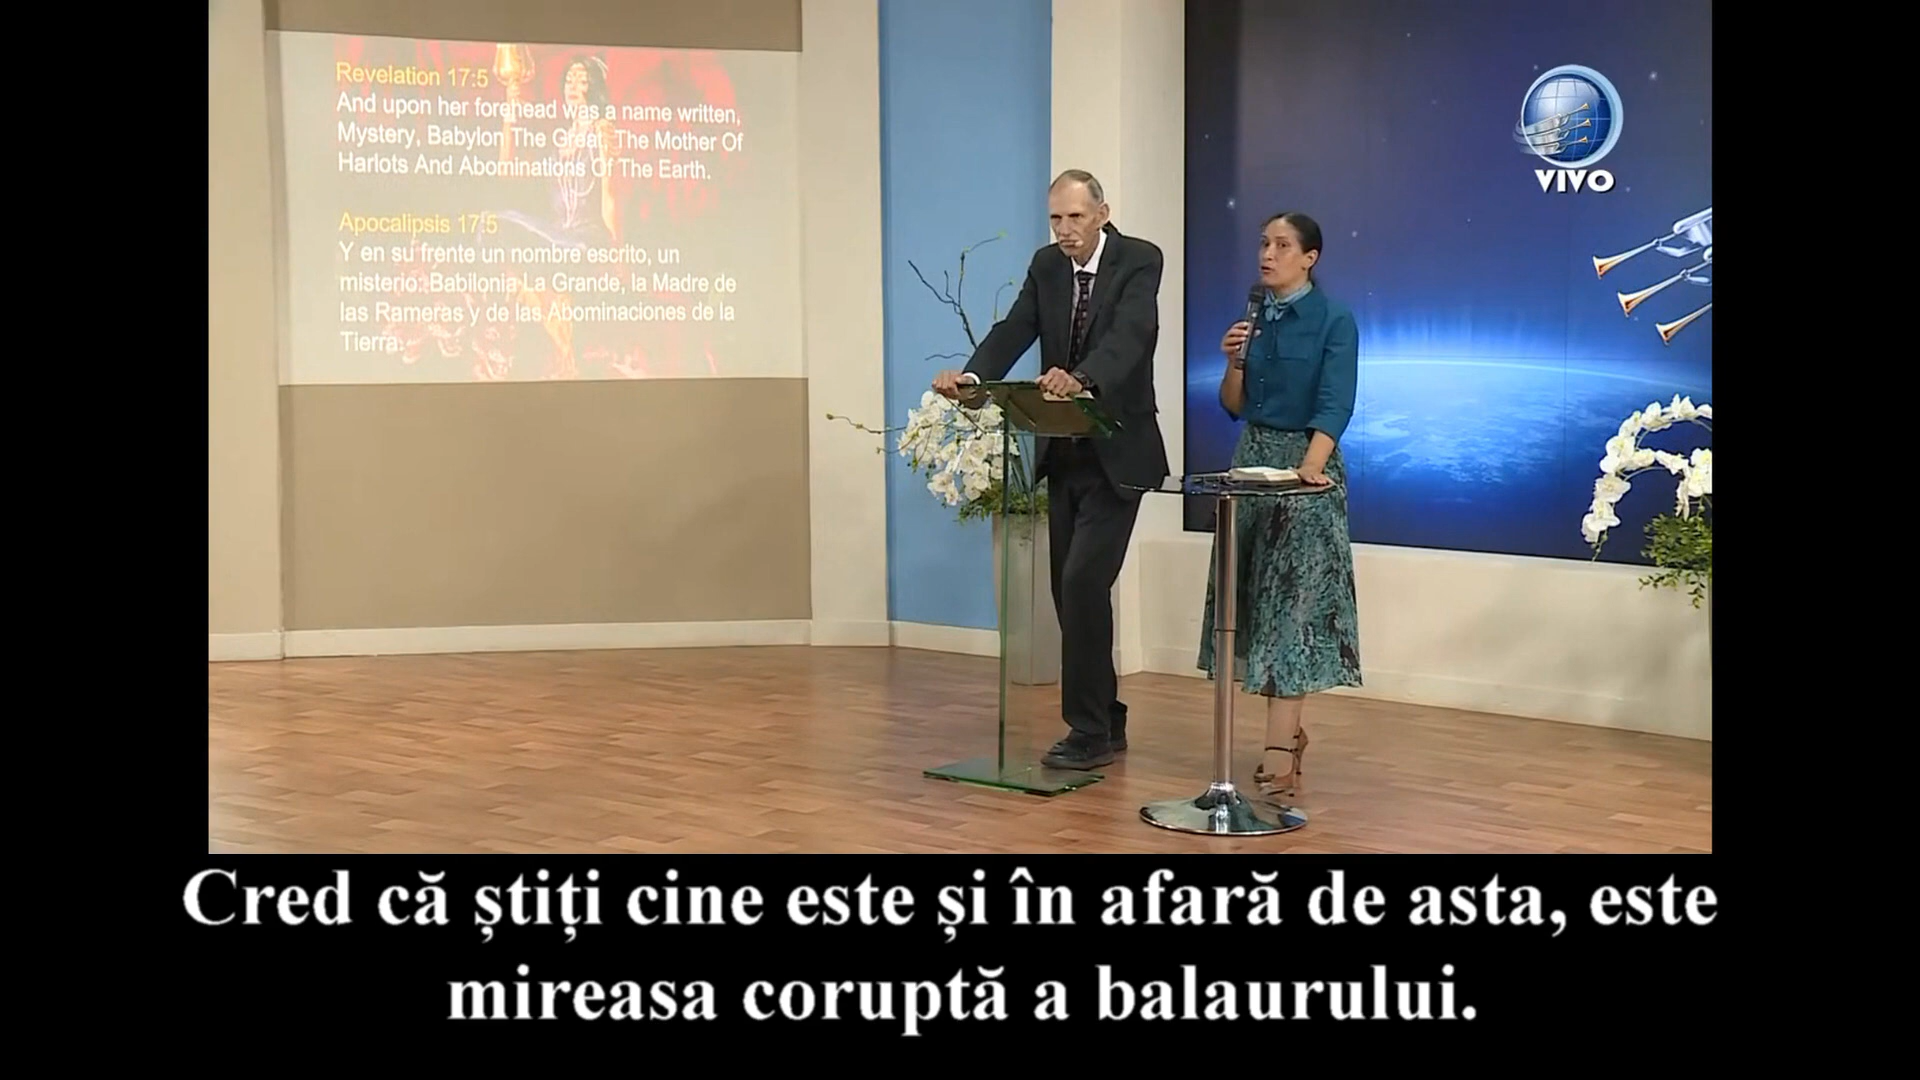 Revelation 17:5
And upon her forehead was a name written,
Mystery, Babylon The Great, The Mother Of
Harlots And Abominations Of The Earth.
Apocalipsis 17:5
Y en su frente un nombre escrito, un
misterio: Babilonia La Grande, la Madre de
las Rameras y de las Abominaciones de la
Tierra.
VIVO
Cred că știți cine este și în afară de asta, este
mireasa coruptă a balaurului.